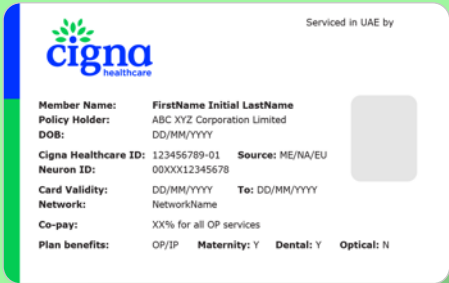 Serviced in UAE by
cigna
healthcare
Member Name: FirstName Initial LastName
Policy Holder: ABC XYZ Corporation Limited
DOB: DD/MM/YYYY
Cigna Healthcare ID: 123456789-01 Source: ME/NA/EU
Neuron ID: 00XXX12345678
Card Validity: DD/MM/YYYY To: DD/MM/YYYY
Network: NetworkName
Co-pay: XX% for all OP services
Plan benefits: OP/IP Maternity: Y Dental: Y Optical: N